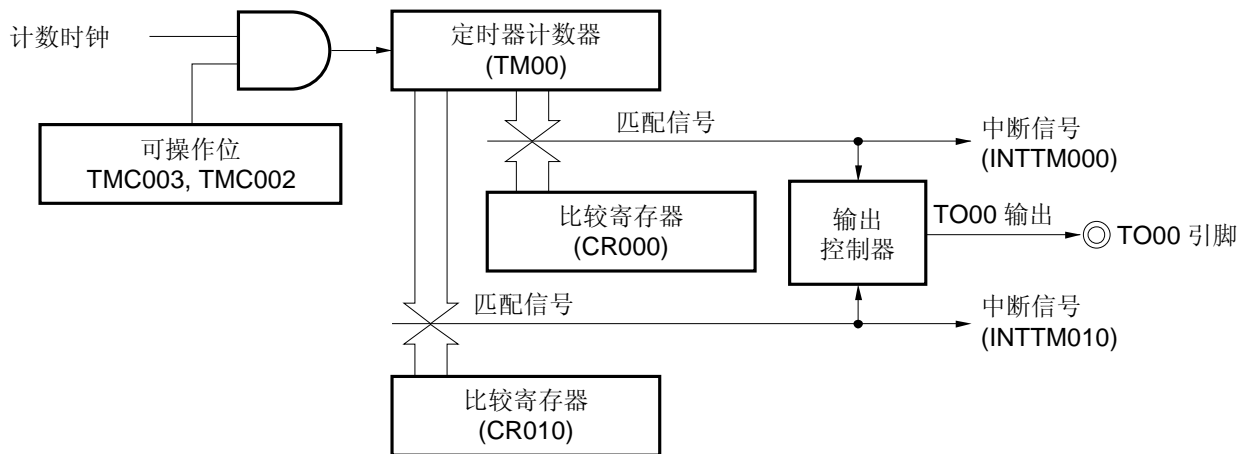 计数时钟
定时器计数器
(TM00)
可操作位
TMC003, TMC002
匹配信号
中断信号
(INTTM000)
比较寄存器
(CR000)
输出
控制器
TO00 输出
TO00 引脚
匹配信号
中断信号
(INTTM010)
比较寄存器
(CR010)